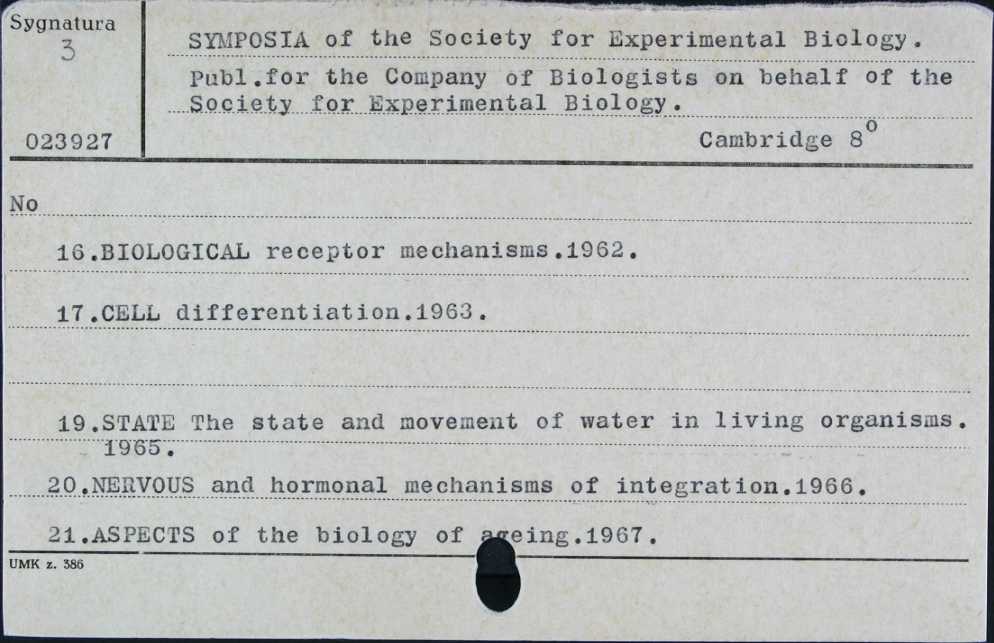 Sygnatura
3
023927
SYMPOSIA of the Society for Experimental Biology.
Publ.for the Company of Biologists on behalf of the
Society for Experimental Biology.
Cambridge 8º
No
16.BIOLOGICAL receptor mechanisms.1962.
17.CELL differentiation.1963.
19.STATE The state and movement of water in living organisms.
1965.
20.NERVOUS and hormonal mechanisms of integration.1966.
21.ASPECTS of the biology of ageing.1967.
UMK z. 386